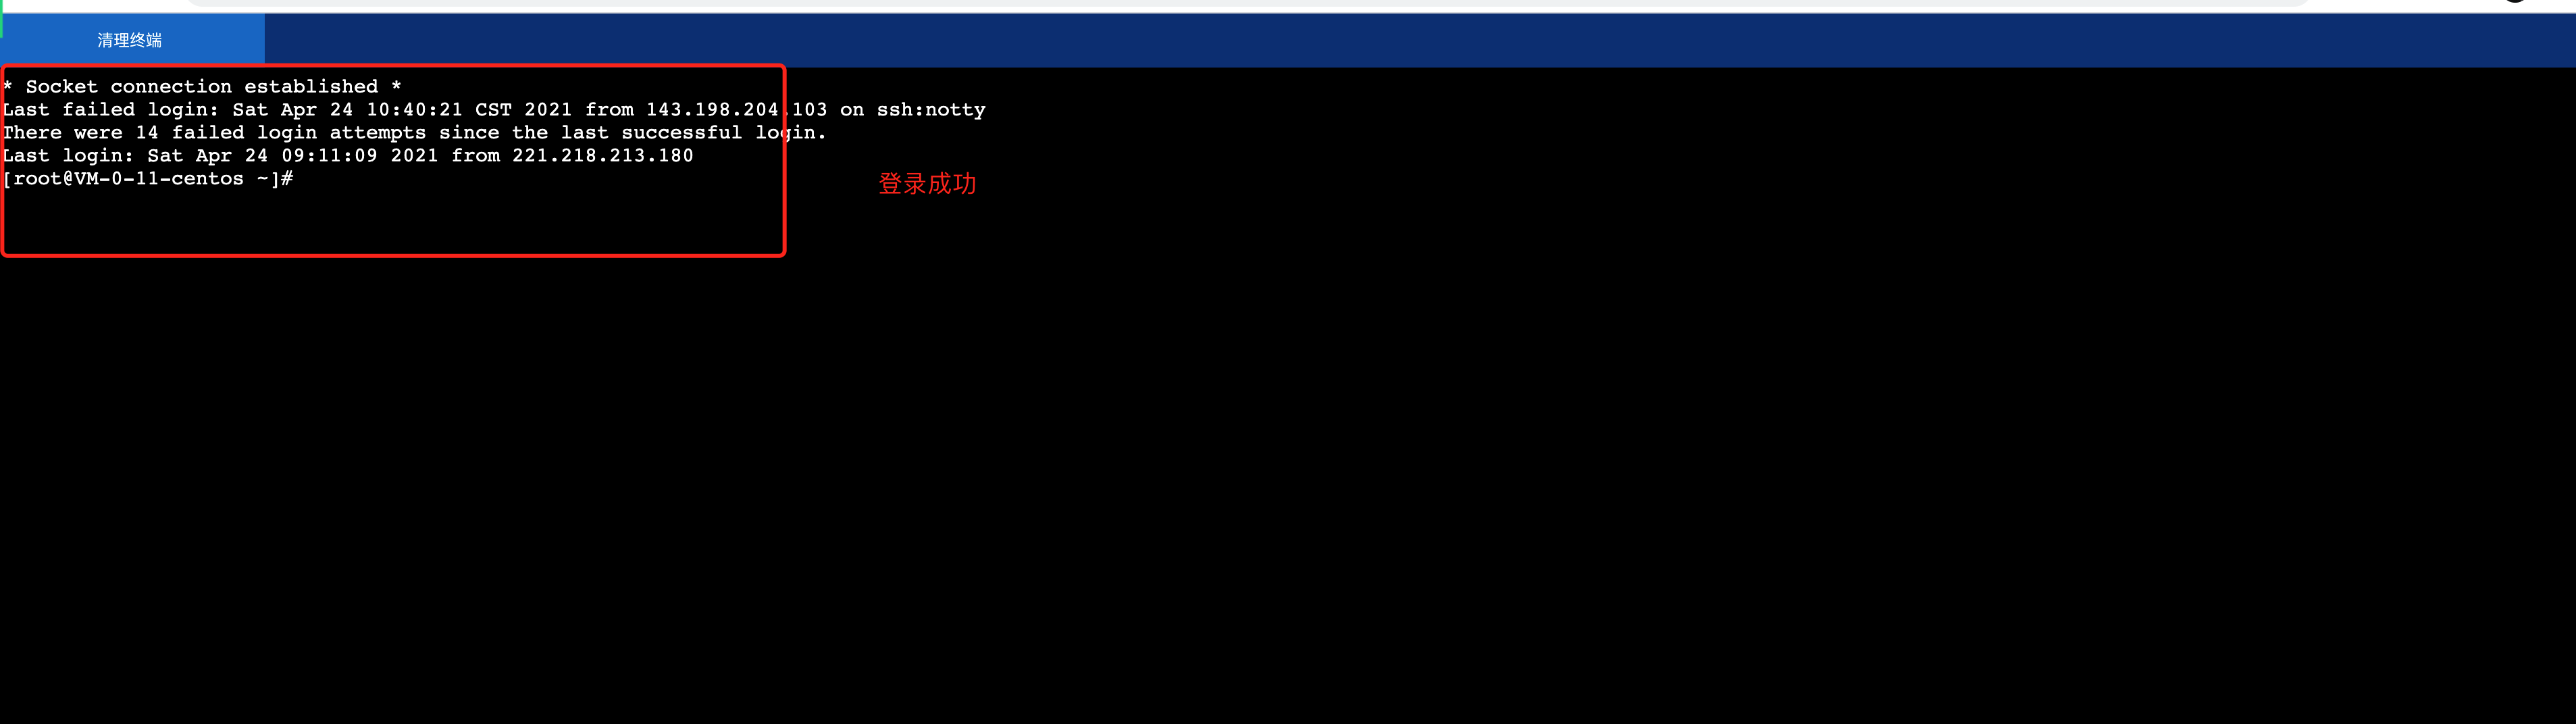 清理终端
* Socket connection established *
Last failed login: Sat Apr 24 10:40:21 CST 2021 from 143.198.204.103 on ssh:notty
There were 14 failed login attempts since the last successful login.
Last login: Sat Apr 24 09:11:09 2021 from 221.218.213.180
[root@VM-0-11-centos ~]#
登录成功